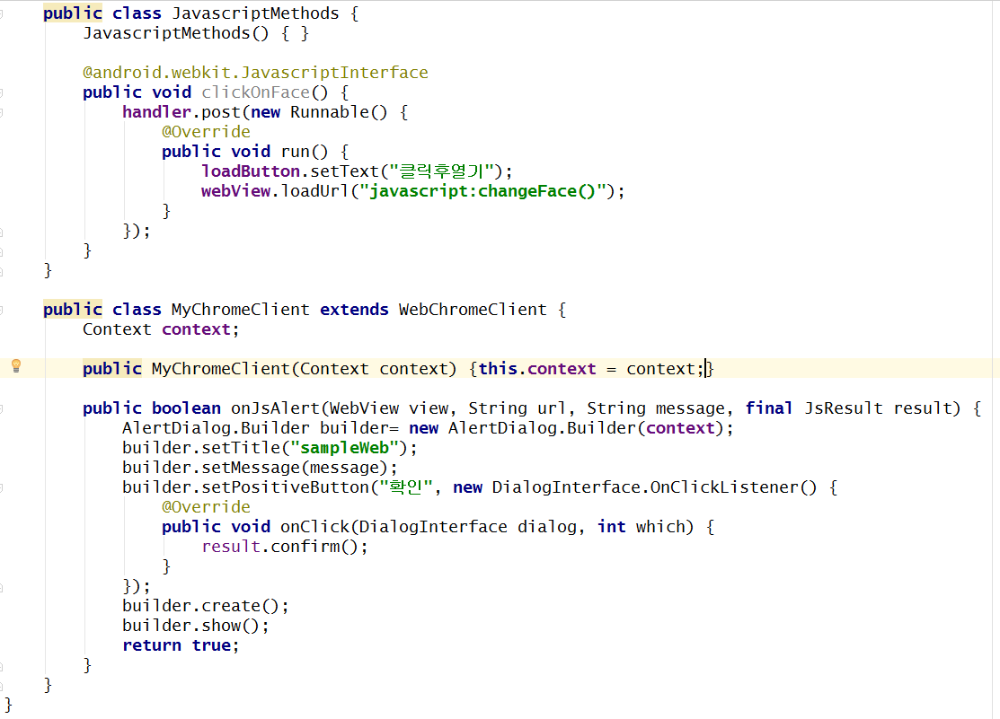 public class JavascriptMethods {
    JavascriptMethods() { }
    @android.webkit.JavascriptInterface
    public void clickOnFace() {
        handler.post(new Runnable() {
            @Override
            public void run() {
                loadButton.setText("클릭후열기");
                webView.loadUrl("javascript:changeFace()");
            }
        });
    }
}
public class MyChromeClient extends WebChromeClient {
    Context context;
    public MyChromeClient(Context context) {this.context = context;}
    public boolean onJsAlert(WebView view, String url, String message, final JsResult result) {
        AlertDialog.Builder builder= new AlertDialog.Builder(context);
        builder.setTitle("sampleWeb");
        builder.setMessage(message);
        builder.setPositiveButton("확인", new DialogInterface.OnClickListener() {
            @Override
            public void onClick(DialogInterface dialog, int which) {
                result.confirm();
            }
        });
        builder.create();
        builder.show();
        return true;
    }
}
}